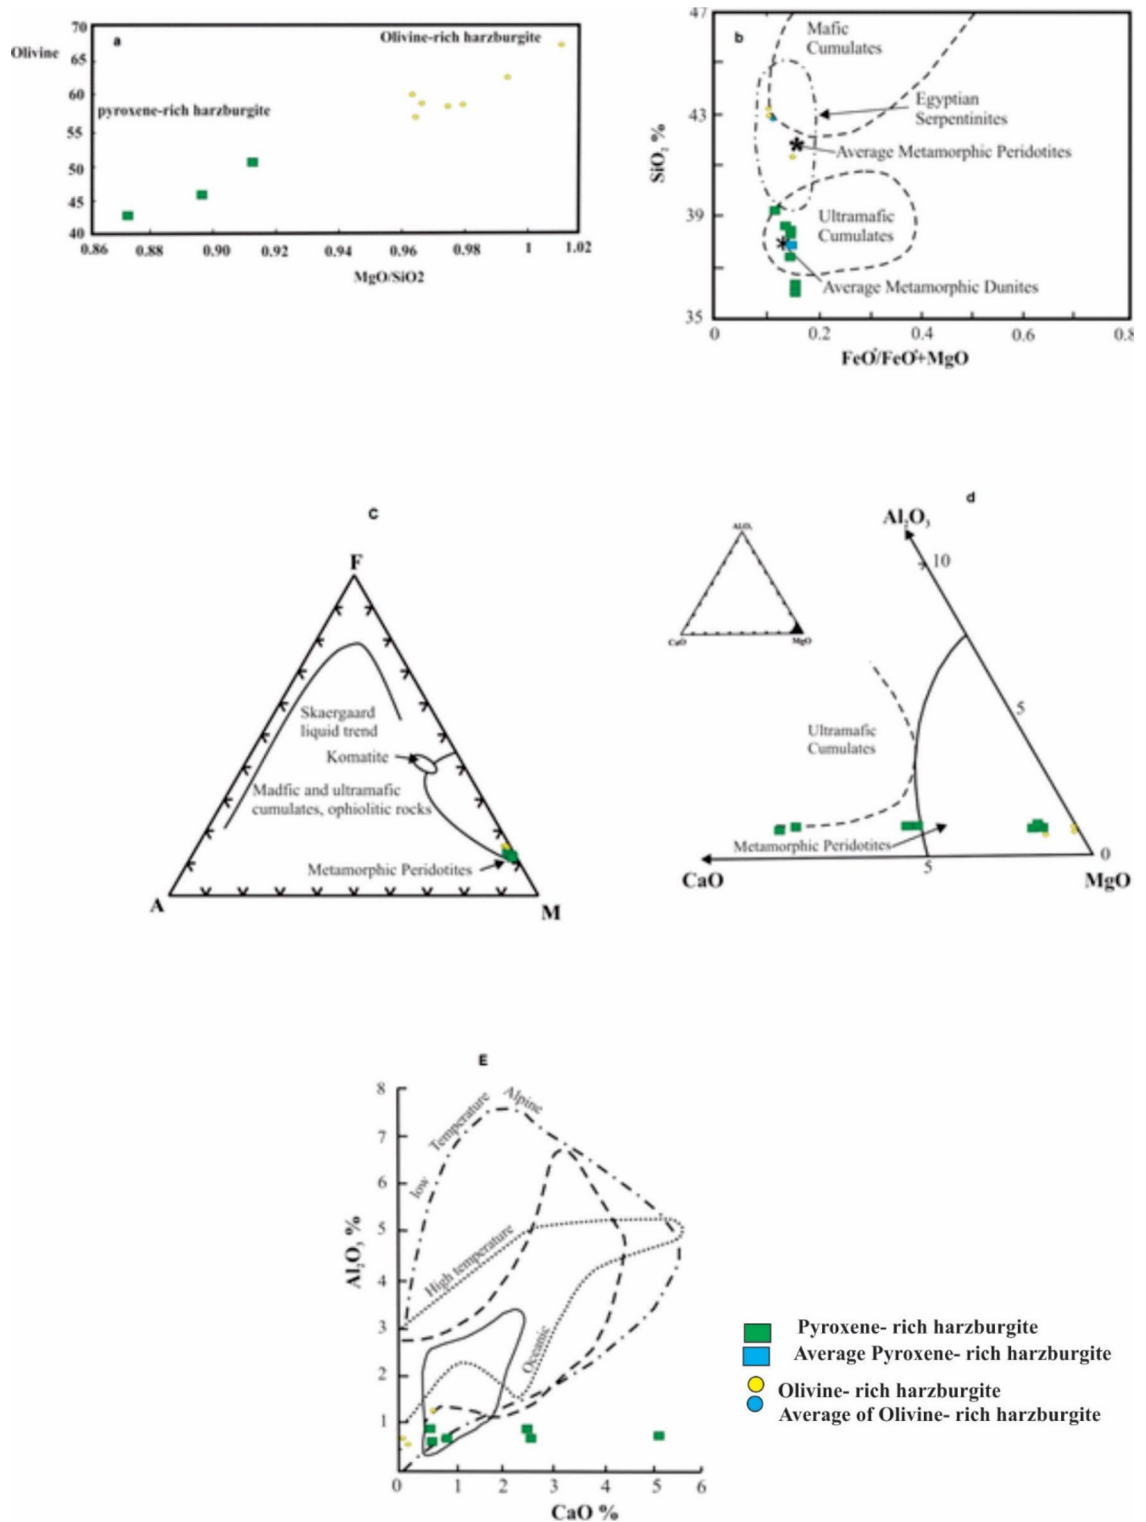 a
Olivine
70
65
60
55
50
45
40
Olivine-rich harzburgite
pyroxene-rich harzburgite
0.86
0.88
0.90
0.92
0.94
0.96
0.98
1.00
1.02
MgO/SiO2
b
SiO2 %
47
43
39
35
Mafic
Cumulates
Egyptian
Serpentinites
Average Metamorphic Peridotites
Ultramafic
Cumulates
Average Metamorphic Dunites
0
0.2
0.4
0.6
0.8
FeO*/FeO*+MgO
C
F
Skaergaard
liquid trend
Komatite
Madfic and ultramafic
cumulates, ophiolitic rocks
Metamorphic Peridotites
A
M
d
Al2O3
CaO
MgO
Al2O3
10
5
Ultramafic
Cumulates
Metamorphic Peridotites
5
0
CaO
MgO
E
Al2O3 %
8
7
6
5
4
3
2
1
low
Temperature
Alpine
High temperature
Oceanic
0
1
2
3
4
5
6
CaO %
Pyroxene- rich harzburgite
Average Pyroxene- rich harzburgite
Olivine- rich harzburgite
Average of Olivine- rich harzburgite